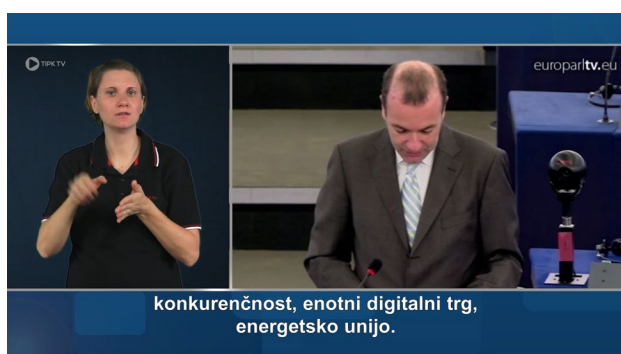 TIPK TV
europarltv.eu
konkurenčnost, enotni digitalni trg,
energetsko unijo.